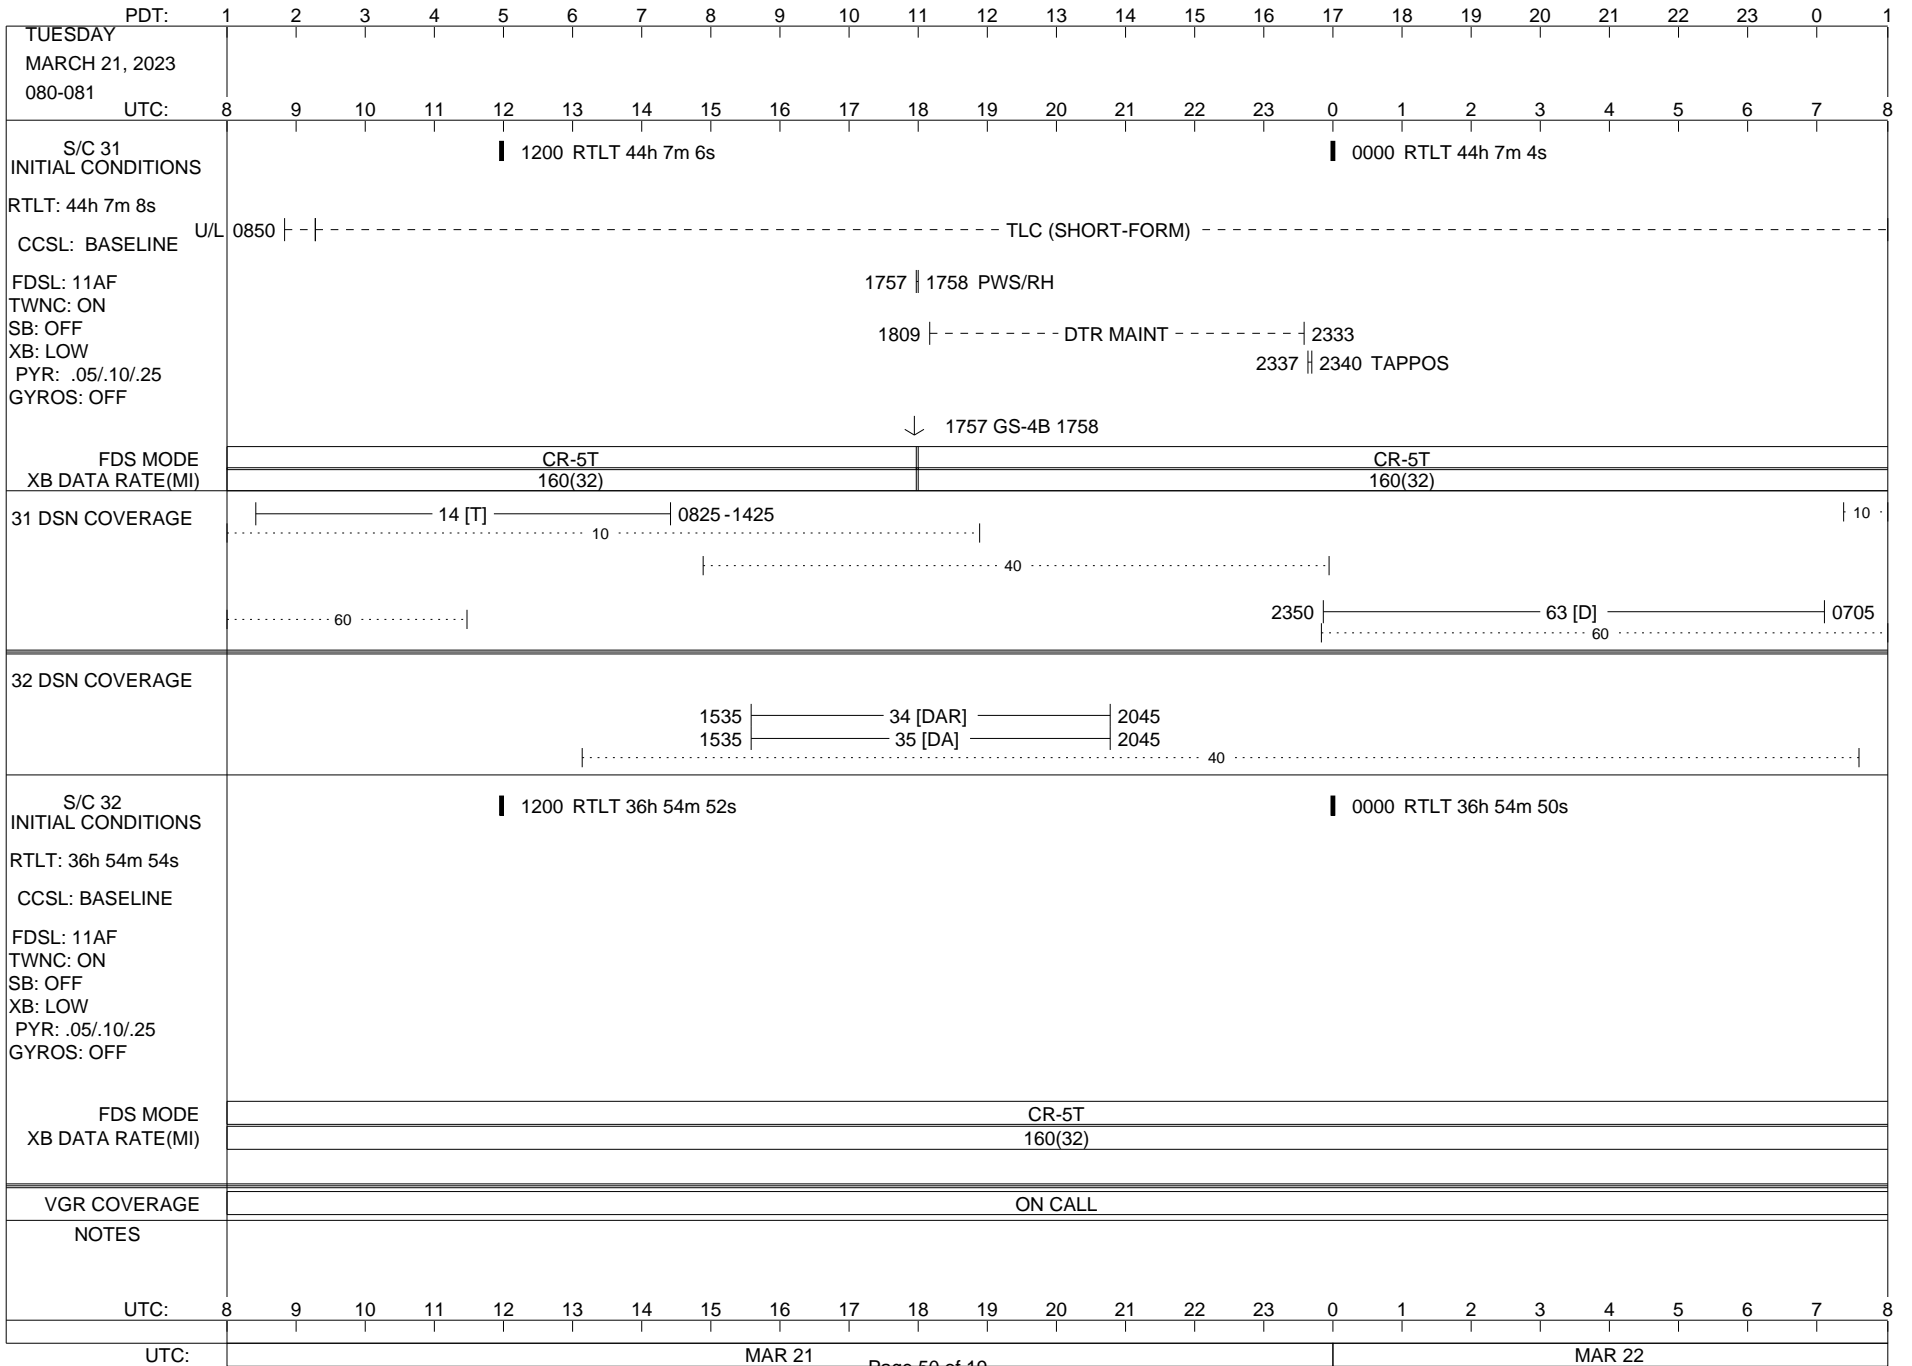 PDT: 1 2 3 4 5 6 7 8 9 10 11 12 13 14 15 16 17 18 19 20 21 22 23 0 1
TUESDAY
MARCH 21, 2023
080-081
UTC: 8 9 10 11 12 13 14 15 16 17 18 19 20 21 22 23 0 1 2 3 4 5 6 7 8
S/C 31
INITIAL CONDITIONS
1200 RTLT 44h 7m 6s
0000 RTLT 44h 7m 4s
RTLT: 44h 7m 8s
U/L 0850
TLC (SHORT-FORM)
CCSL: BASELINE
FDSL: 11AF
1757 1758 PWS/RH
TWNC: ON
SB: OFF
1809 DTR MAINT 2333
XB: LOW
2337 2340 TAPPOS
PYR: .05/.10/.25
GYROS: OFF
1757 GS-4B 1758
FDS MODE CR-5T CR-5T
XB DATA RATE(MI) 160(32) 160(32)
31 DSN COVERAGE
14 [T] 0825-1425
10
10
40
2350 63 [D] 0705
60
60
32 DSN COVERAGE
1535 34 [DAR] 2045
1535 35 [DA] 2045
40
S/C 32
INITIAL CONDITIONS
1200 RTLT 36h 54m 52s
0000 RTLT 36h 54m 50s
RTLT: 36h 54m 54s
CCSL: BASELINE
FDSL: 11AF
TWNC: ON
SB: OFF
XB: LOW
PYR: .05/.10/.25
GYROS: OFF
FDS MODE CR-5T
XB DATA RATE(MI) 160(32)
VGR COVERAGE ON CALL
NOTES
UTC: 8 9 10 11 12 13 14 15 16 17 18 19 20 21 22 23 0 1 2 3 4 5 6 7 8
UTC: MAR 21 MAR 22
Page 50 of 10